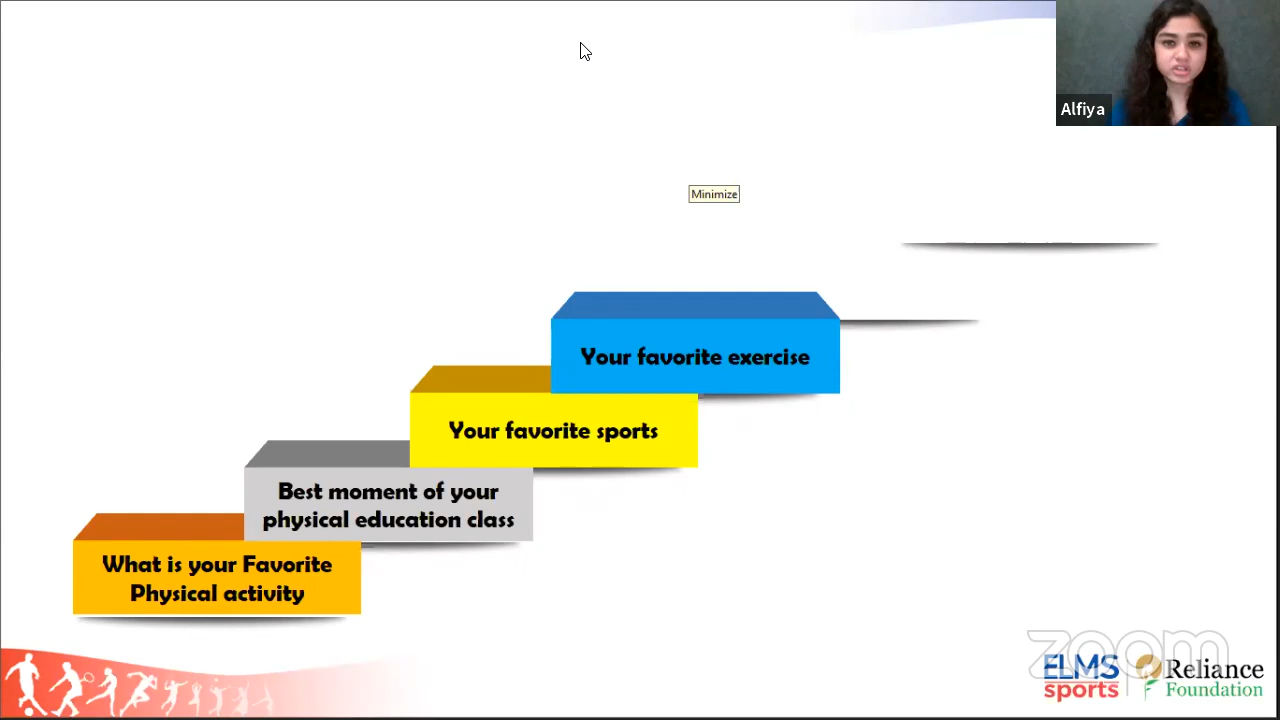 Alfiya
Minimize
Your favorite exercise
Your favorite sports
Best moment of your
physical education class
What is your Favorite
Physical activity
zoom
ELMS
sports
Reliance
Foundation